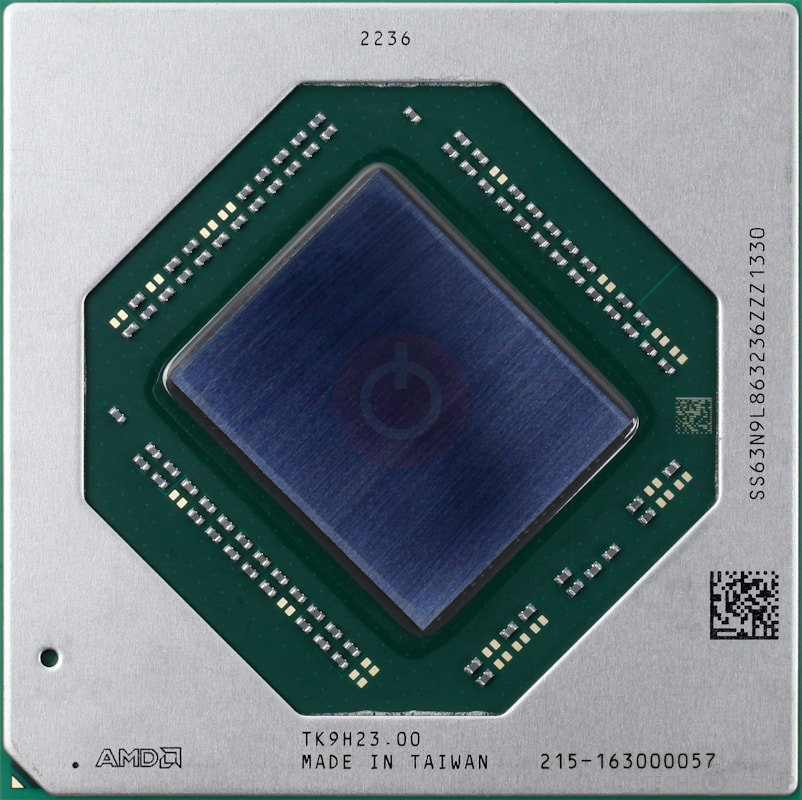 2236
SS63N9L863236ZZZ1330
AMD
TK9H23.00
MADE IN TAIWAN
215-163000057